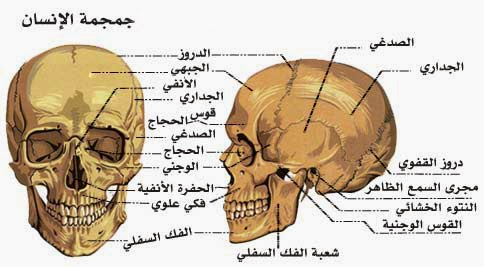 جمجمة الإنسان
الدروز
الجبهي
الأنفي
الجداري
قوس الحجاج
الصدغي
الحجاج
الوجني
الحفرة الأنفية
فكي علوي
الفك السفلي
الصدغي
الجداري
دروز القفوي
مجرى السمع الظاهر
النتوء الخشائي
القوس الوجنية
شعبة الفك السفلي